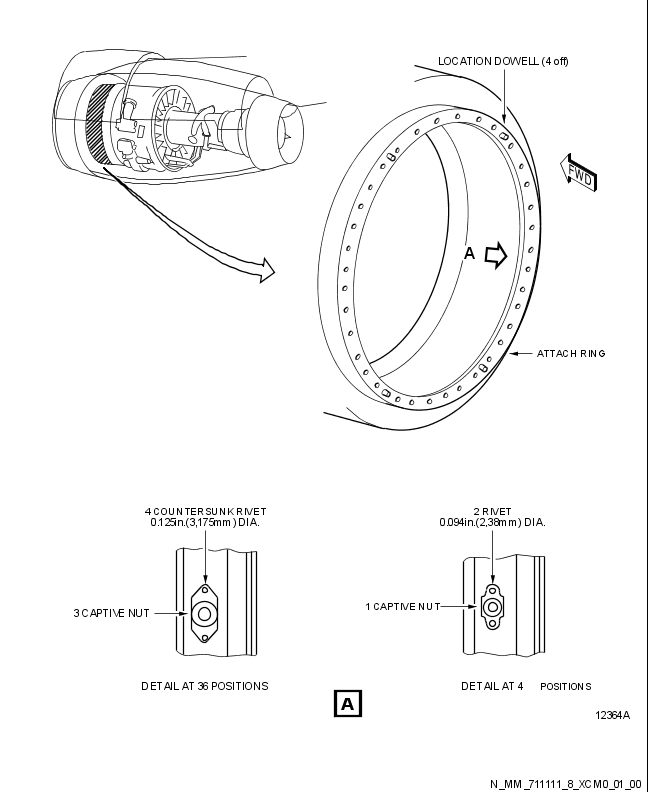 LOCATION DOWELL (4 off)
FWD
A
ATTACH RING
4 COUNTERSUNK RIVET
0.125in.(3,175mm) DIA.
2 RIVET
0.094in.(2,38mm) DIA.
3 CAPTIVE NUT
1 CAPTIVE NUT
DETAIL AT 36 POSITIONS
DETAIL AT 4 POSITIONS
A
12364A
N_MM_711111_8_XCM0_01_00